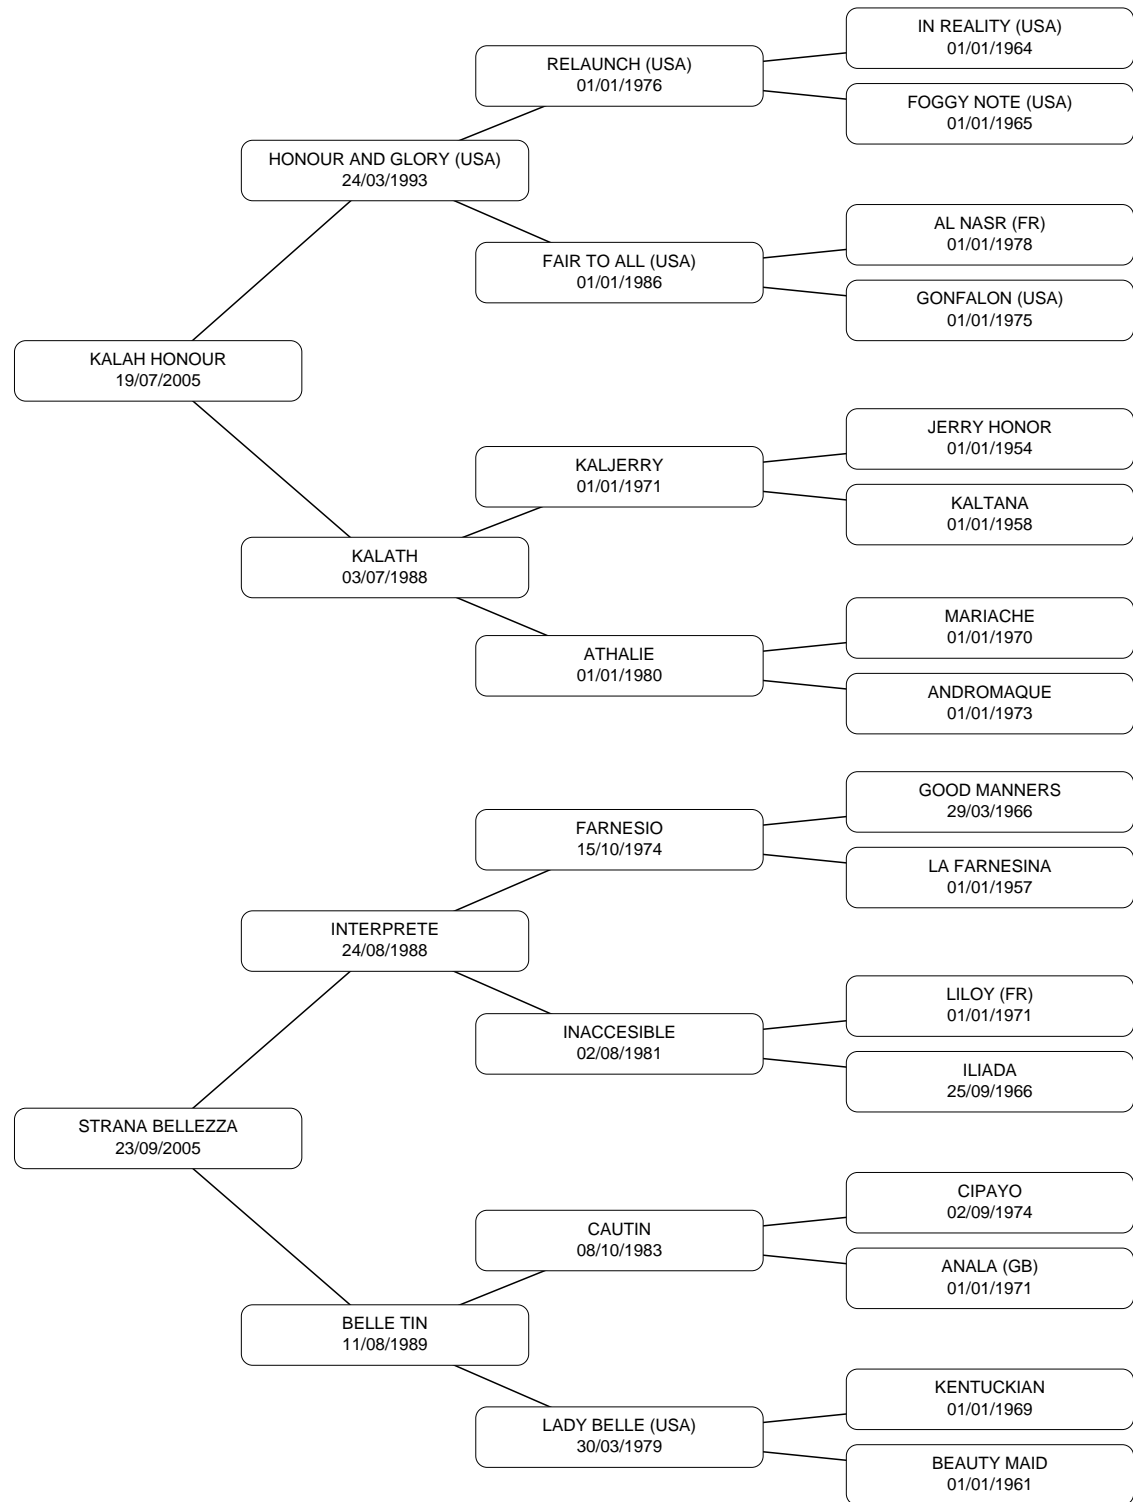 IN REALITY (USA)
01/01/1964
RELAUNCH (USA)
01/01/1976
FOGGY NOTE (USA)
01/01/1965
HONOUR AND GLORY (USA)
24/03/1993
AL NASR (FR)
01/01/1978
FAIR TO ALL (USA)
01/01/1986
GONFALON (USA)
01/01/1975
KALAH HONOUR
19/07/2005
JERRY HONOR
01/01/1954
KALJERRY
01/01/1971
KALTANA
01/01/1958
KALATH
03/07/1988
MARIACHE
01/01/1970
ATHALIE
01/01/1980
ANDROMAQUE
01/01/1973
GOOD MANNERS
29/03/1966
FARNESIO
15/10/1974
LA FARNESINA
01/01/1957
INTERPRETE
24/08/1988
LILOY (FR)
01/01/1971
INACCESIBLE
02/08/1981
ILIADA
25/09/1966
STRANA BELLEZZA
23/09/2005
CIPAYO
02/09/1974
CAUTIN
08/10/1983
ANALA (GB)
01/01/1971
BELLE TIN
11/08/1989
KENTUCKIAN
01/01/1969
LADY BELLE (USA)
30/03/1979
BEAUTY MAID
01/01/1961